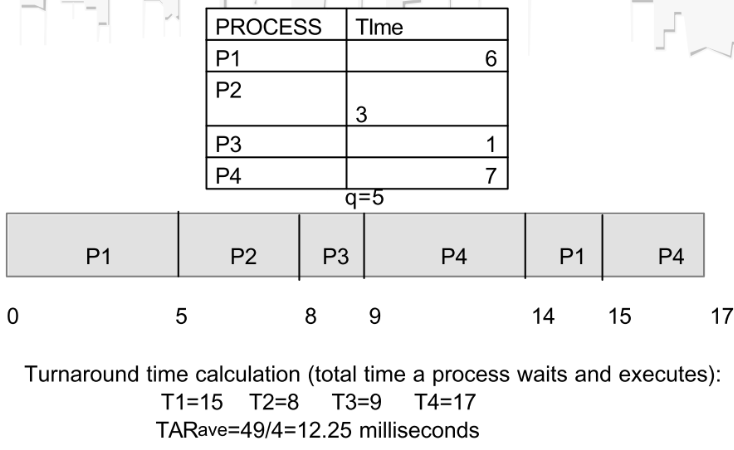 PROCESS TIme
P1 6
P2
3
P3 1
P4 7
q=5
P1 P2 P3 P4 P1 P4
0 5 8 9 14 15 17
Turnaround time calculation (total time a process waits and executes):
T1=15 T2=8 T3=9 T4=17
TARave=49/4=12.25 milliseconds